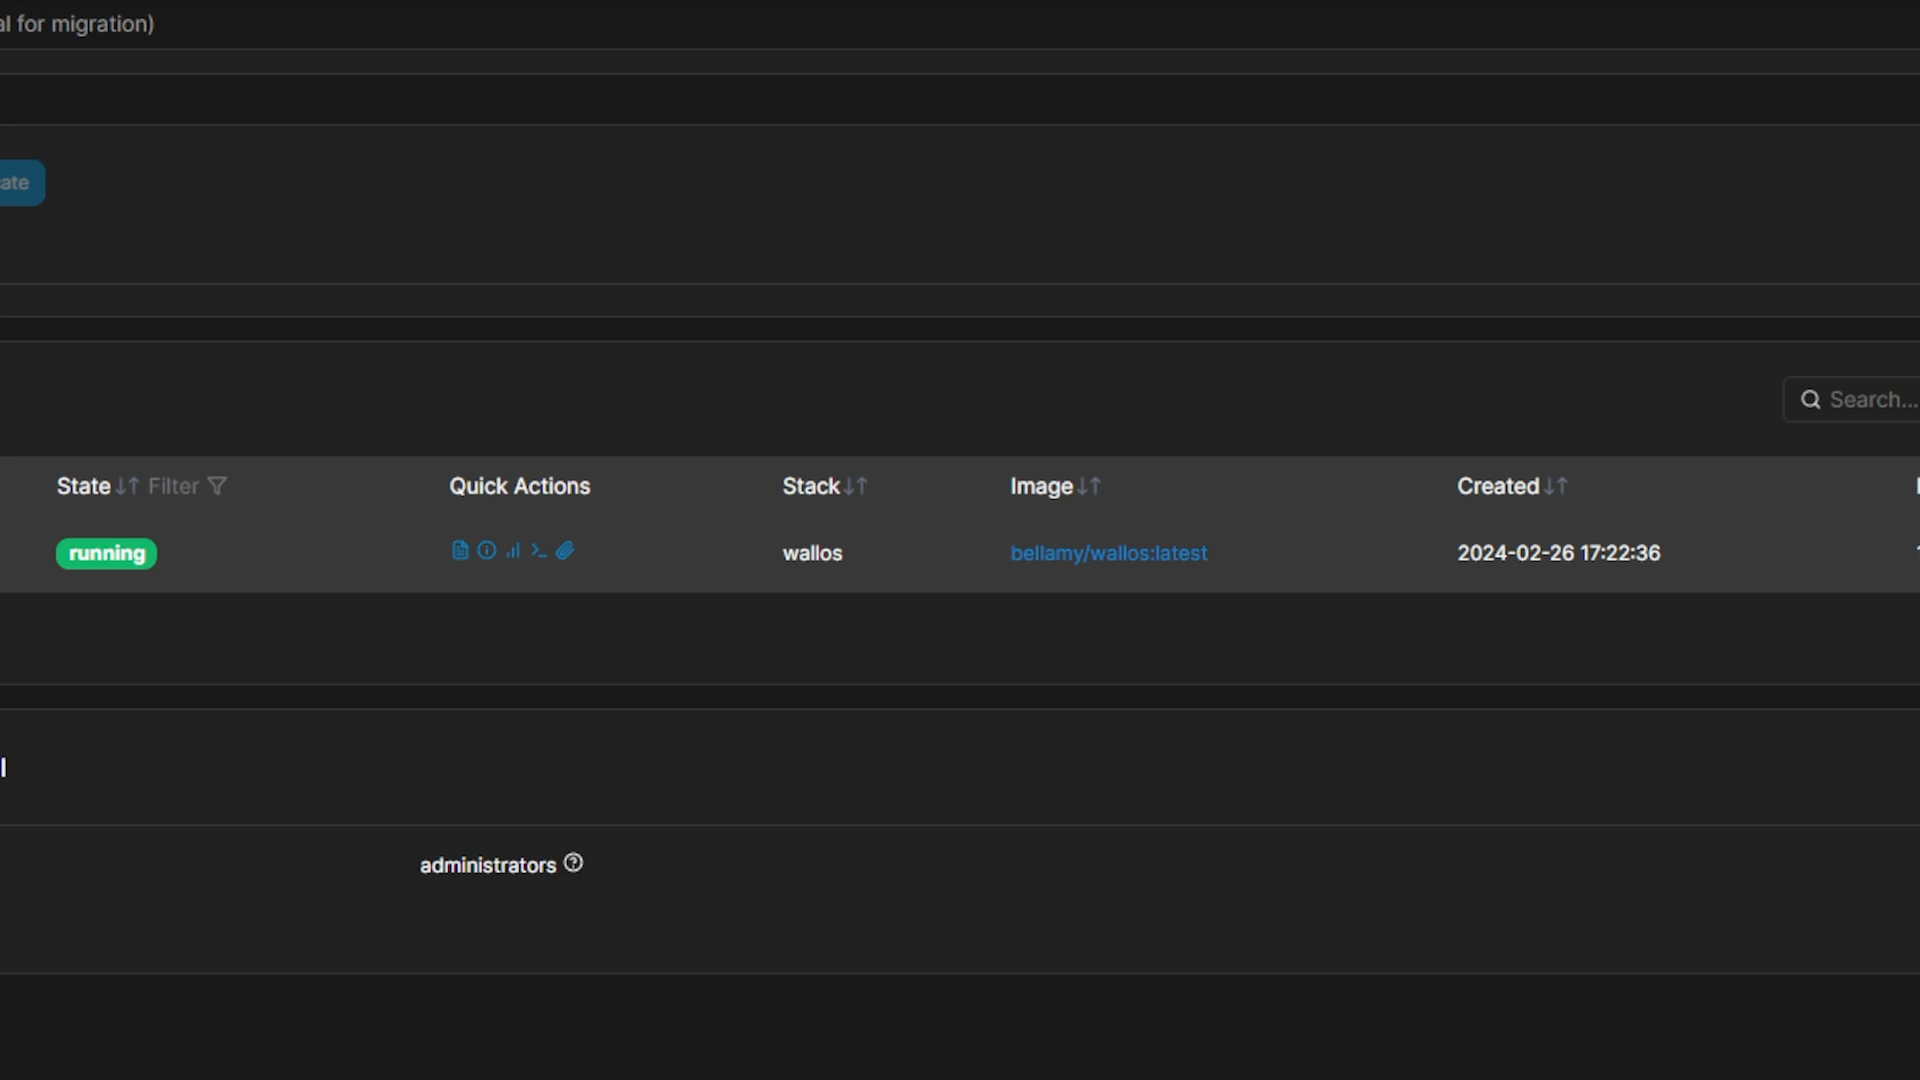 al for migration)
ate
Search...
State Filter Quick Actions Stack Image Created
running wallos bellamy/wallos:latest 2024-02-26 17:22:36
l
administrators